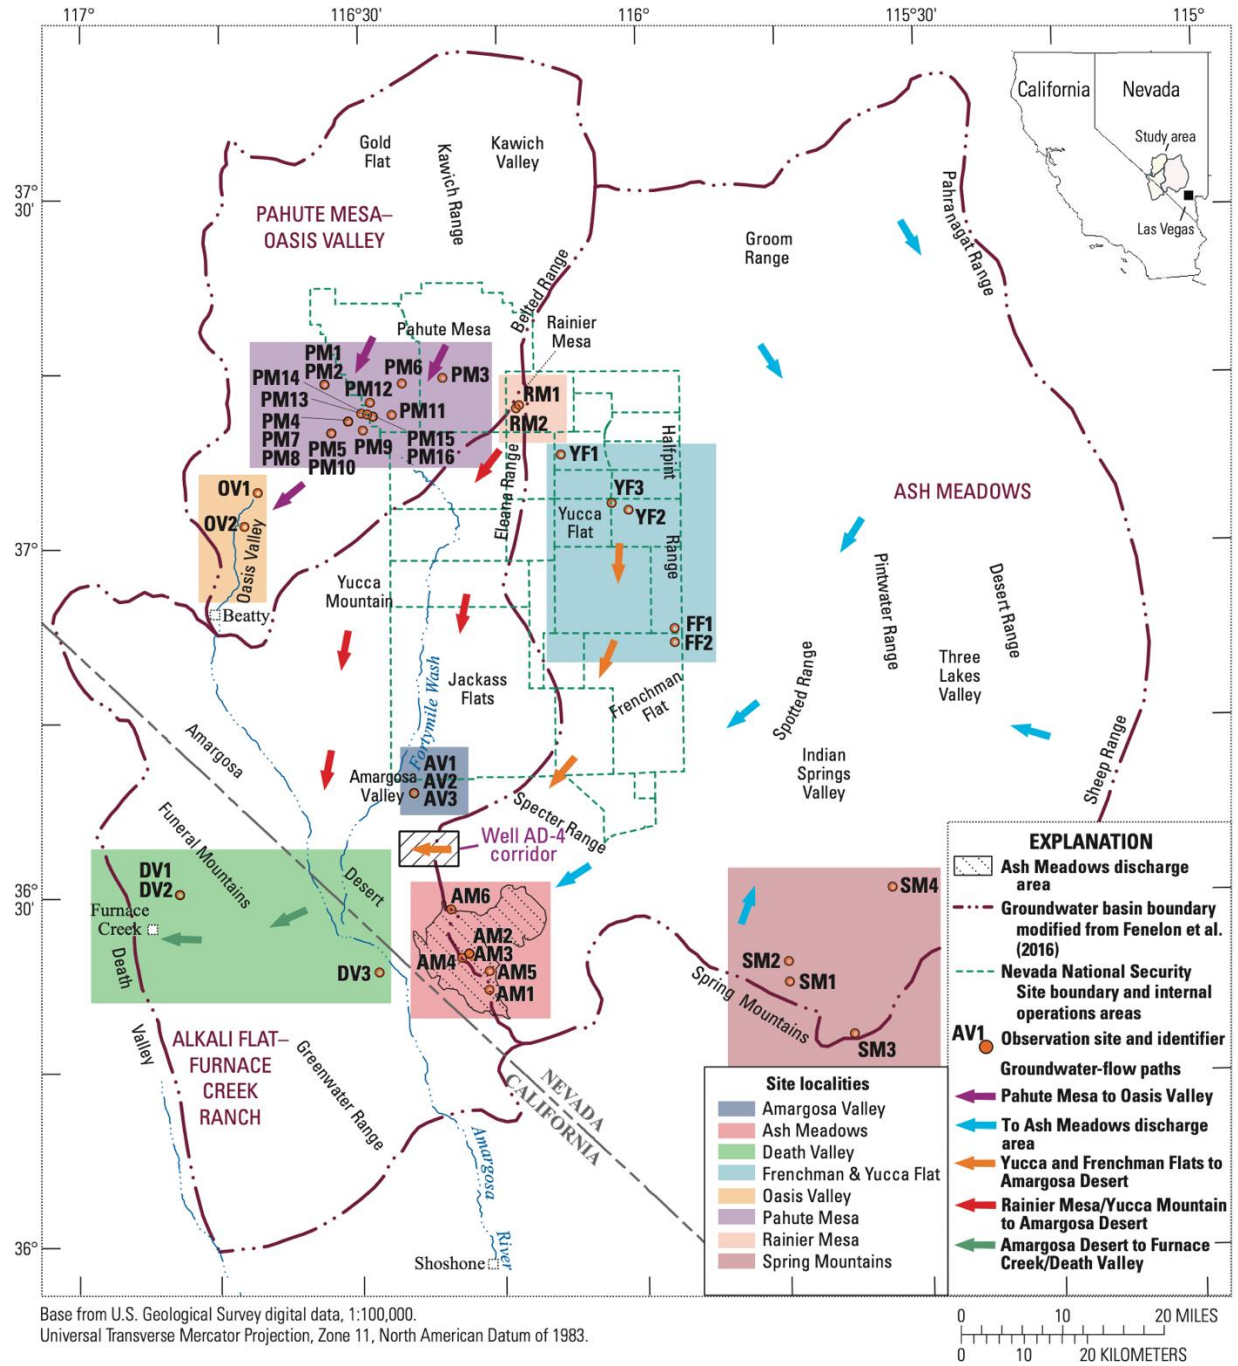 117°
116°30'
116°
115°30'
115°
37°
30'
37°
36°
30'
36°
California
Nevada
Study area
Las Vegas
Gold
Flat
Kawich
Valley
Kawich Range
PAHUTE MESA–
OASIS VALLEY
Groom
Range
Pahranagat Range
Belted Range
Rainier
Mesa
Pahute Mesa
PM1
PM2
PM6
PM3
PM14
PM12
PM13
PM11
PM4
PM7
PM8
PM5
PM10
PM9
PM15
PM16
RM1
RM2
Halfpint
Range
YF1
YF3
YF2
Yucca
Flat
Eleana Range
ASH MEADOWS
OV1
OV2
Oasis Valley
Beatty
Yucca
Mountain
FF1
FF2
Frenchman
Flat
Jackass
Flats
Fortymile Wash
Pintwater Range
Desert Range
Three
Lakes
Valley
Spotted Range
Indian
Springs
Valley
Sheep Range
Amargosa
Desert
Amargosa
Valley
AV1
AV2
AV3
Specter Range
Well AD-4
corridor
Funeral Mountains
DV1
DV2
Furnace
Creek
Death
Valley
DV3
AM6
AM2
AM3
AM4
AM5
AM1
SM4
SM2
SM1
SM3
Spring Mountains
ALKALI FLAT–
FURNACE
CREEK
RANCH
Greenwater Range
NEVADA
CALIFORNIA
Amargosa
River
Shoshone
Site localities
Amargosa Valley
Ash Meadows
Death Valley
Frenchman & Yucca Flat
Oasis Valley
Pahute Mesa
Rainier Mesa
Spring Mountains
EXPLANATION
Ash Meadows discharge
area
Groundwater basin boundary
modified from Fenelon et al.
(2016)
Nevada National Security
Site boundary and internal
operations areas
AV1
Observation site and identifier
Groundwater-flow paths
Pahute Mesa to Oasis Valley
To Ash Meadows discharge
area
Yucca and Frenchman Flats to
Amargosa Desert
Rainier Mesa/Yucca Mountain
to Amargosa Desert
Amargosa Desert to Furnace
Creek/Death Valley
Base from U.S. Geological Survey digital data, 1:100,000.
Universal Transverse Mercator Projection, Zone 11, North American Datum of 1983.
0 10 20 MILES
0 10 20 KILOMETERS